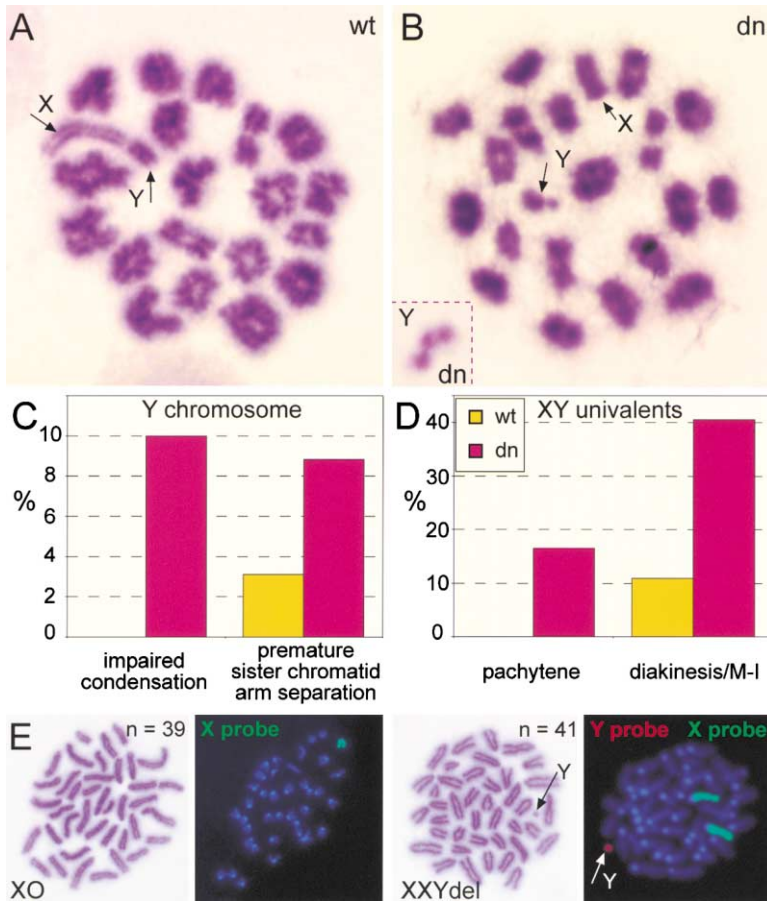 A wt
X
Y
B dn
X
Y
Y
dn
C Y chromosome
10
8
%
6
4
2
0
impaired
condensation
premature
sister chromatid
arm separation
D XY univalents
wt
dn
40
30
%
20
10
0
pachytene
diakinesis/M-I
E
n = 39
XO
X probe
n = 41
Y
XXYdel
Y probe X probe
Y